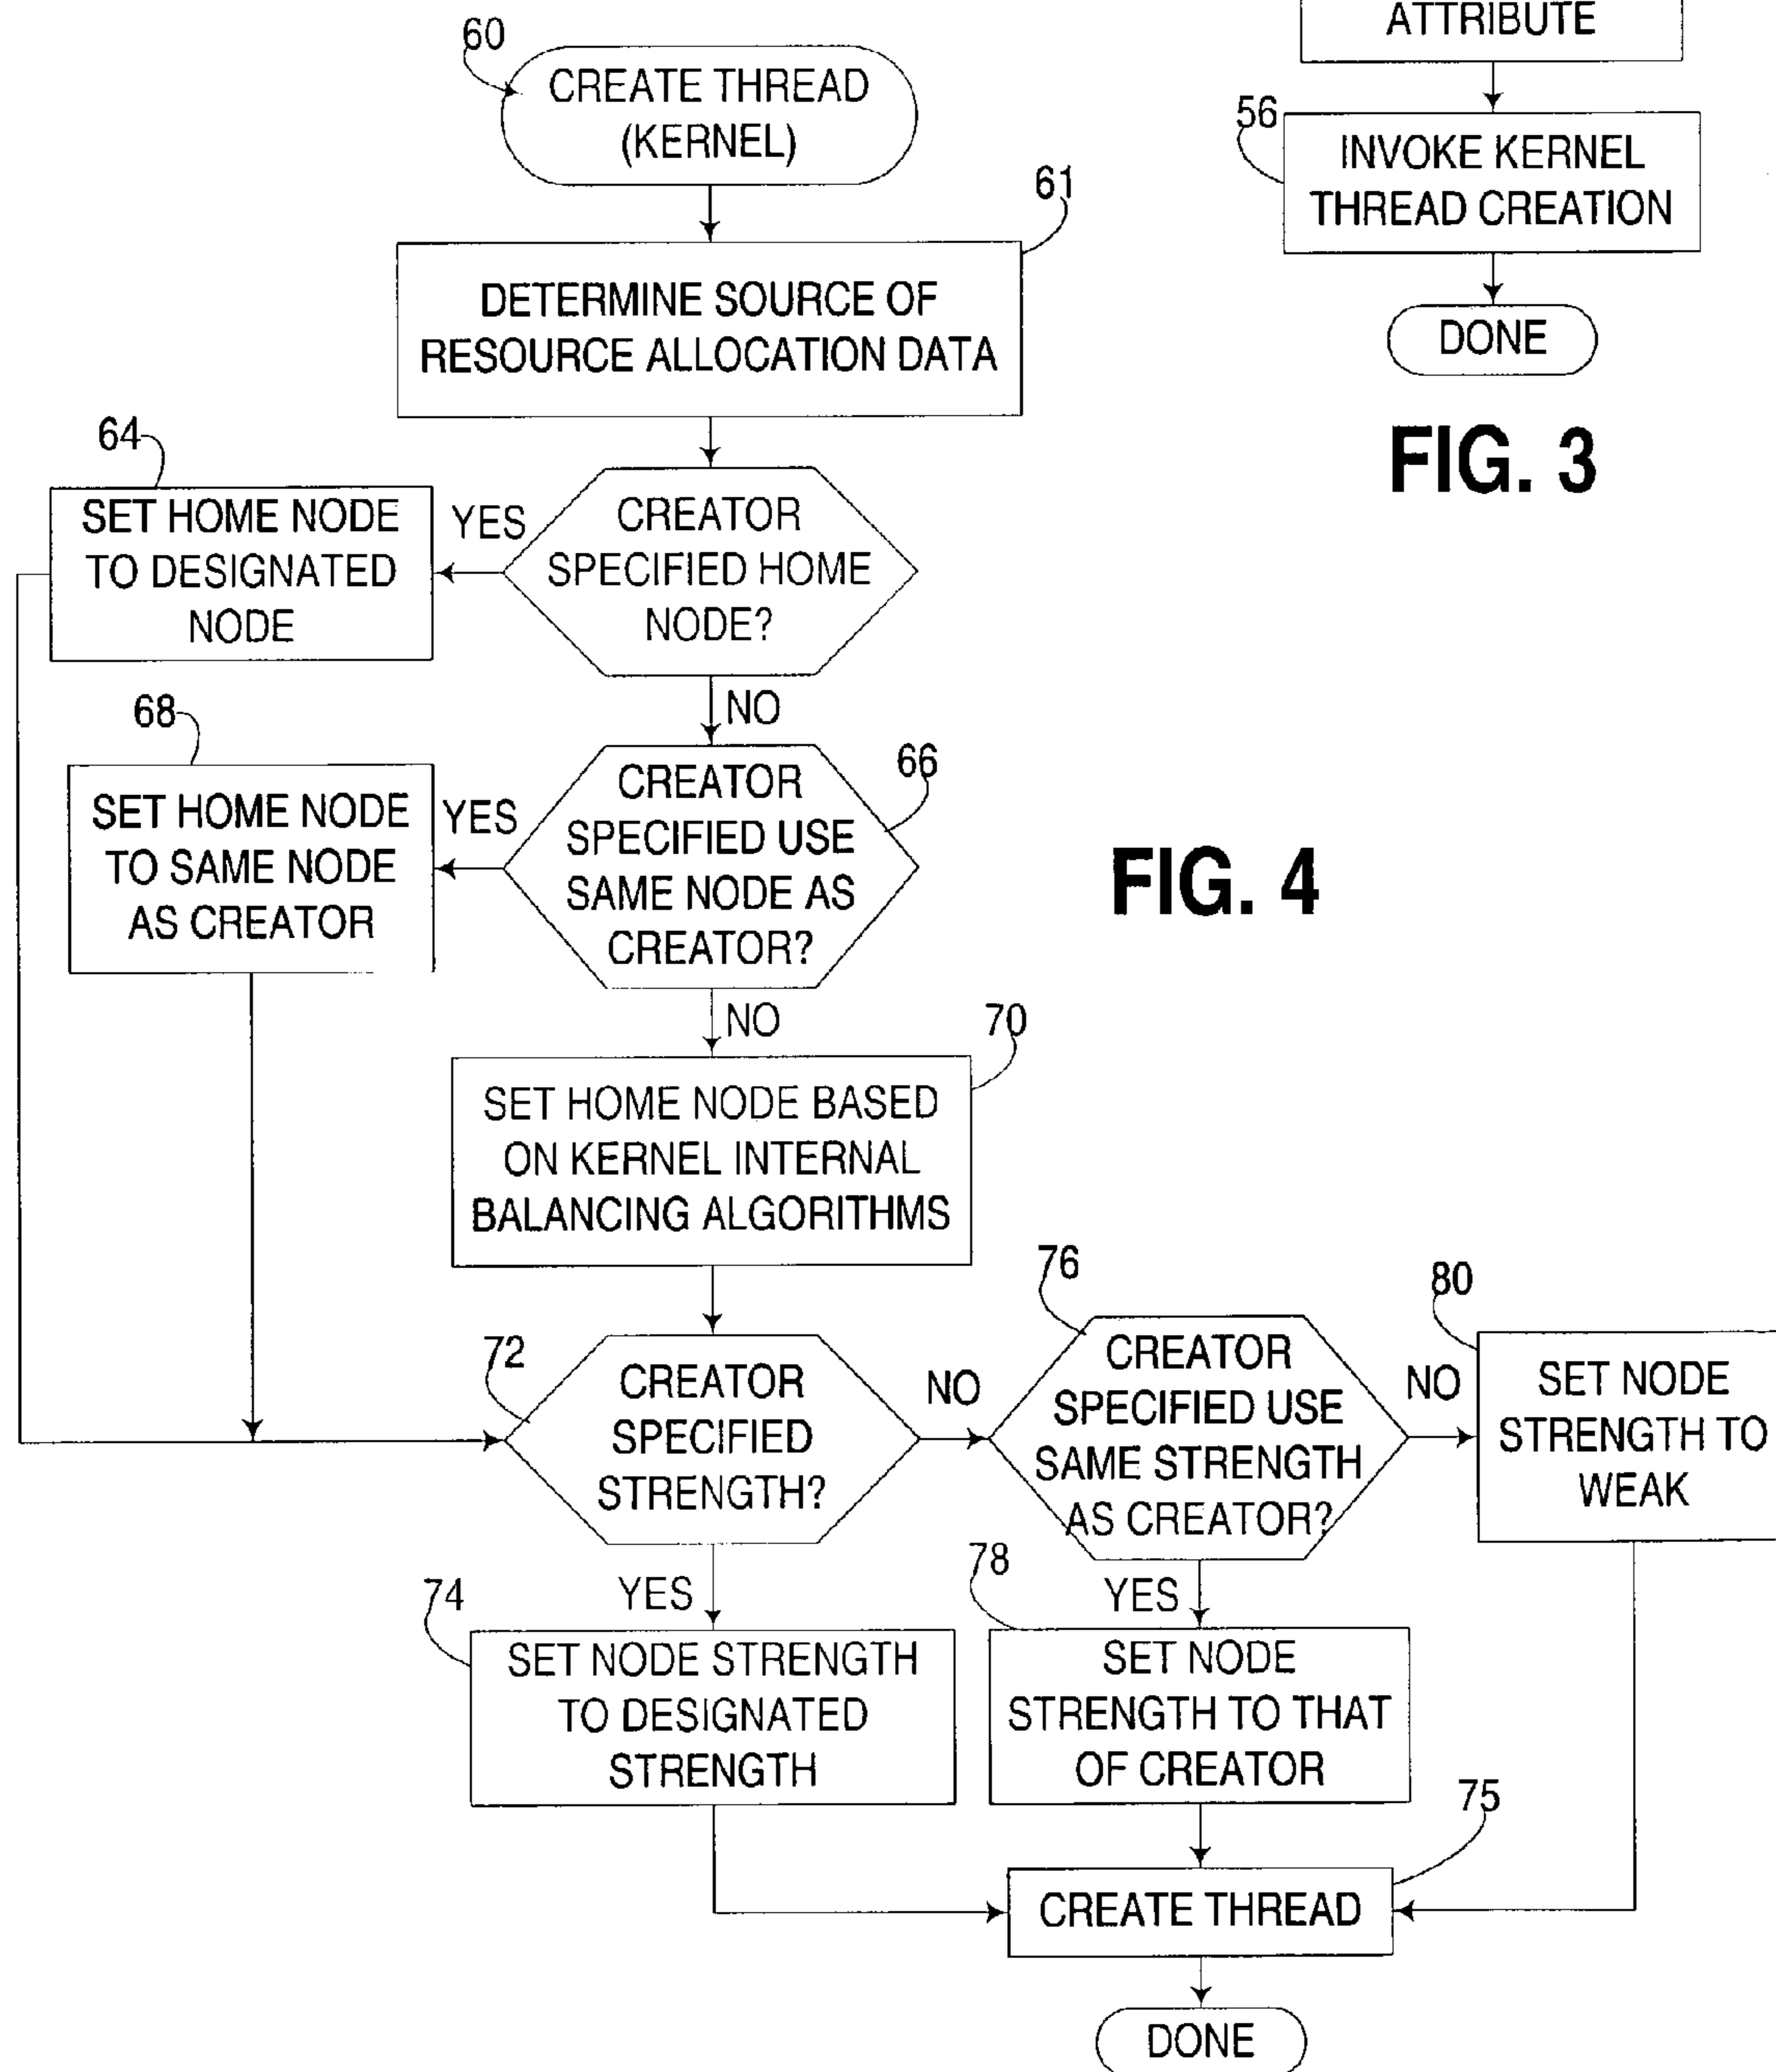 60
CREATE THREAD
(KERNEL)
61
DETERMINE SOURCE OF
RESOURCE ALLOCATION DATA
64
SET HOME NODE
TO DESIGNATED
NODE
YES
CREATOR
SPECIFIED HOME
NODE?
NO
68
SET HOME NODE
TO SAME NODE
AS CREATOR
YES
66
CREATOR
SPECIFIED USE
SAME NODE AS
CREATOR?
NO
70
SET HOME NODE BASED
ON KERNEL INTERNAL
BALANCING ALGORITHMS
72
CREATOR
SPECIFIED
STRENGTH?
NO
76
CREATOR
SPECIFIED USE
SAME STRENGTH
AS CREATOR?
NO
80
SET NODE
STRENGTH TO
WEAK
YES
74
SET NODE STRENGTH
TO DESIGNATED
STRENGTH
YES
78
SET NODE
STRENGTH TO THAT
OF CREATOR
75
CREATE THREAD
DONE
FIG. 4
ATTRIBUTE
56
INVOKE KERNEL
THREAD CREATION
DONE
FIG. 3